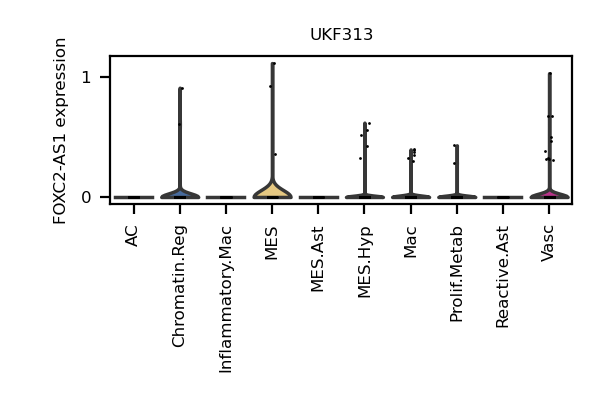 UKF313
FOXC2-AS1 expression
1
0
AC
Chromatin.Reg
Inflammatory.Mac
MES
MES.Ast
MES.Hyp
Mac
Prolif.Metab
Reactive.Ast
Vasc